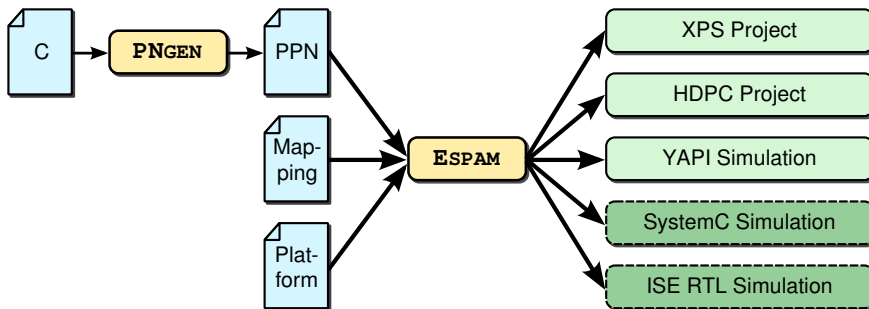 C
PNGEN
PPN
Map-
ping
Plat-
form
ESPAM
XPS Project
HDPC Project
YAPI Simulation
SystemC Simulation
ISE RTL Simulation